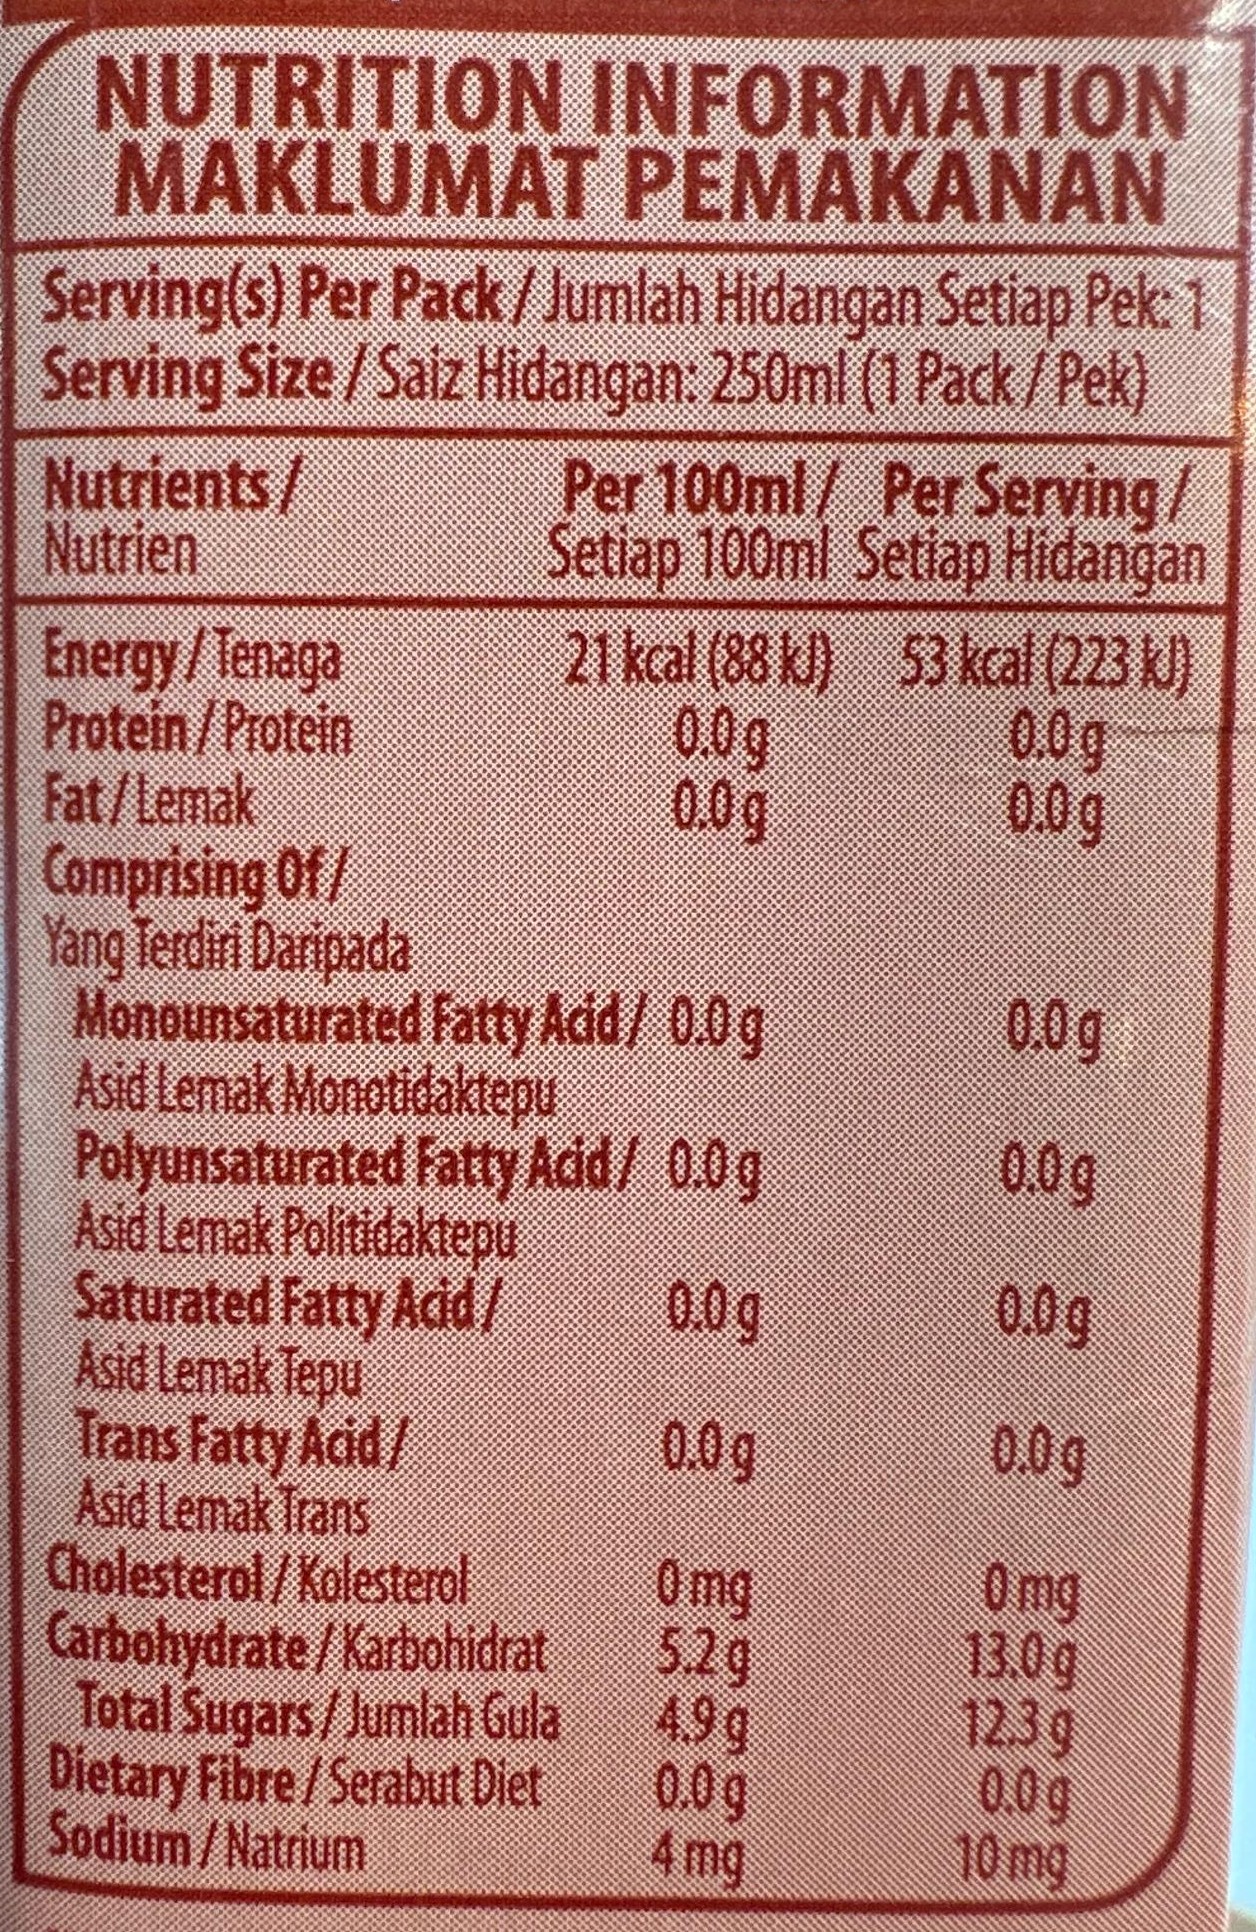 NUTRITION INFORMATION
MAKLUMAT PEMAKANAN
Serving(s) Per Pack / Jumlah Hidangan Setiap Pek: 1
Serving Size / Saiz Hidangan: 250ml (1 Pack / Pek)
Nutrients / Per 100ml / Per Serving /
Nutrien Setiap 100ml Setiap Hidangan
Energy / Tenaga 21 kcal (88 kJ) 53 kcal (223 kJ)
Protein / Protein 0.0 g 0.0 g
Fat / Lemak 0.0 g 0.0 g
Comprising Of /
Yang Terdiri Daripada
Monounsaturated Fatty Acid / 0.0 g 0.0 g
Asid Lemak Monotidaktepu
Polyunsaturated Fatty Acid / 0.0 g 0.0 g
Asid Lemak Politidaktepu
Saturated Fatty Acid / 0.0 g 0.0 g
Asid Lemak Tepu
Trans Fatty Acid / 0.0 g 0.0 g
Asid Lemak Trans
Cholesterol / Kolesterol 0 mg 0 mg
Carbohydrate / Karbohidrat 5.2 g 13.0 g
Total Sugars / Jumlah Gula 4.9 g 12.3 g
Dietary Fibre / Serabut Diet 0.0 g 0.0 g
Sodium / Natrium 4 mg 10 mg